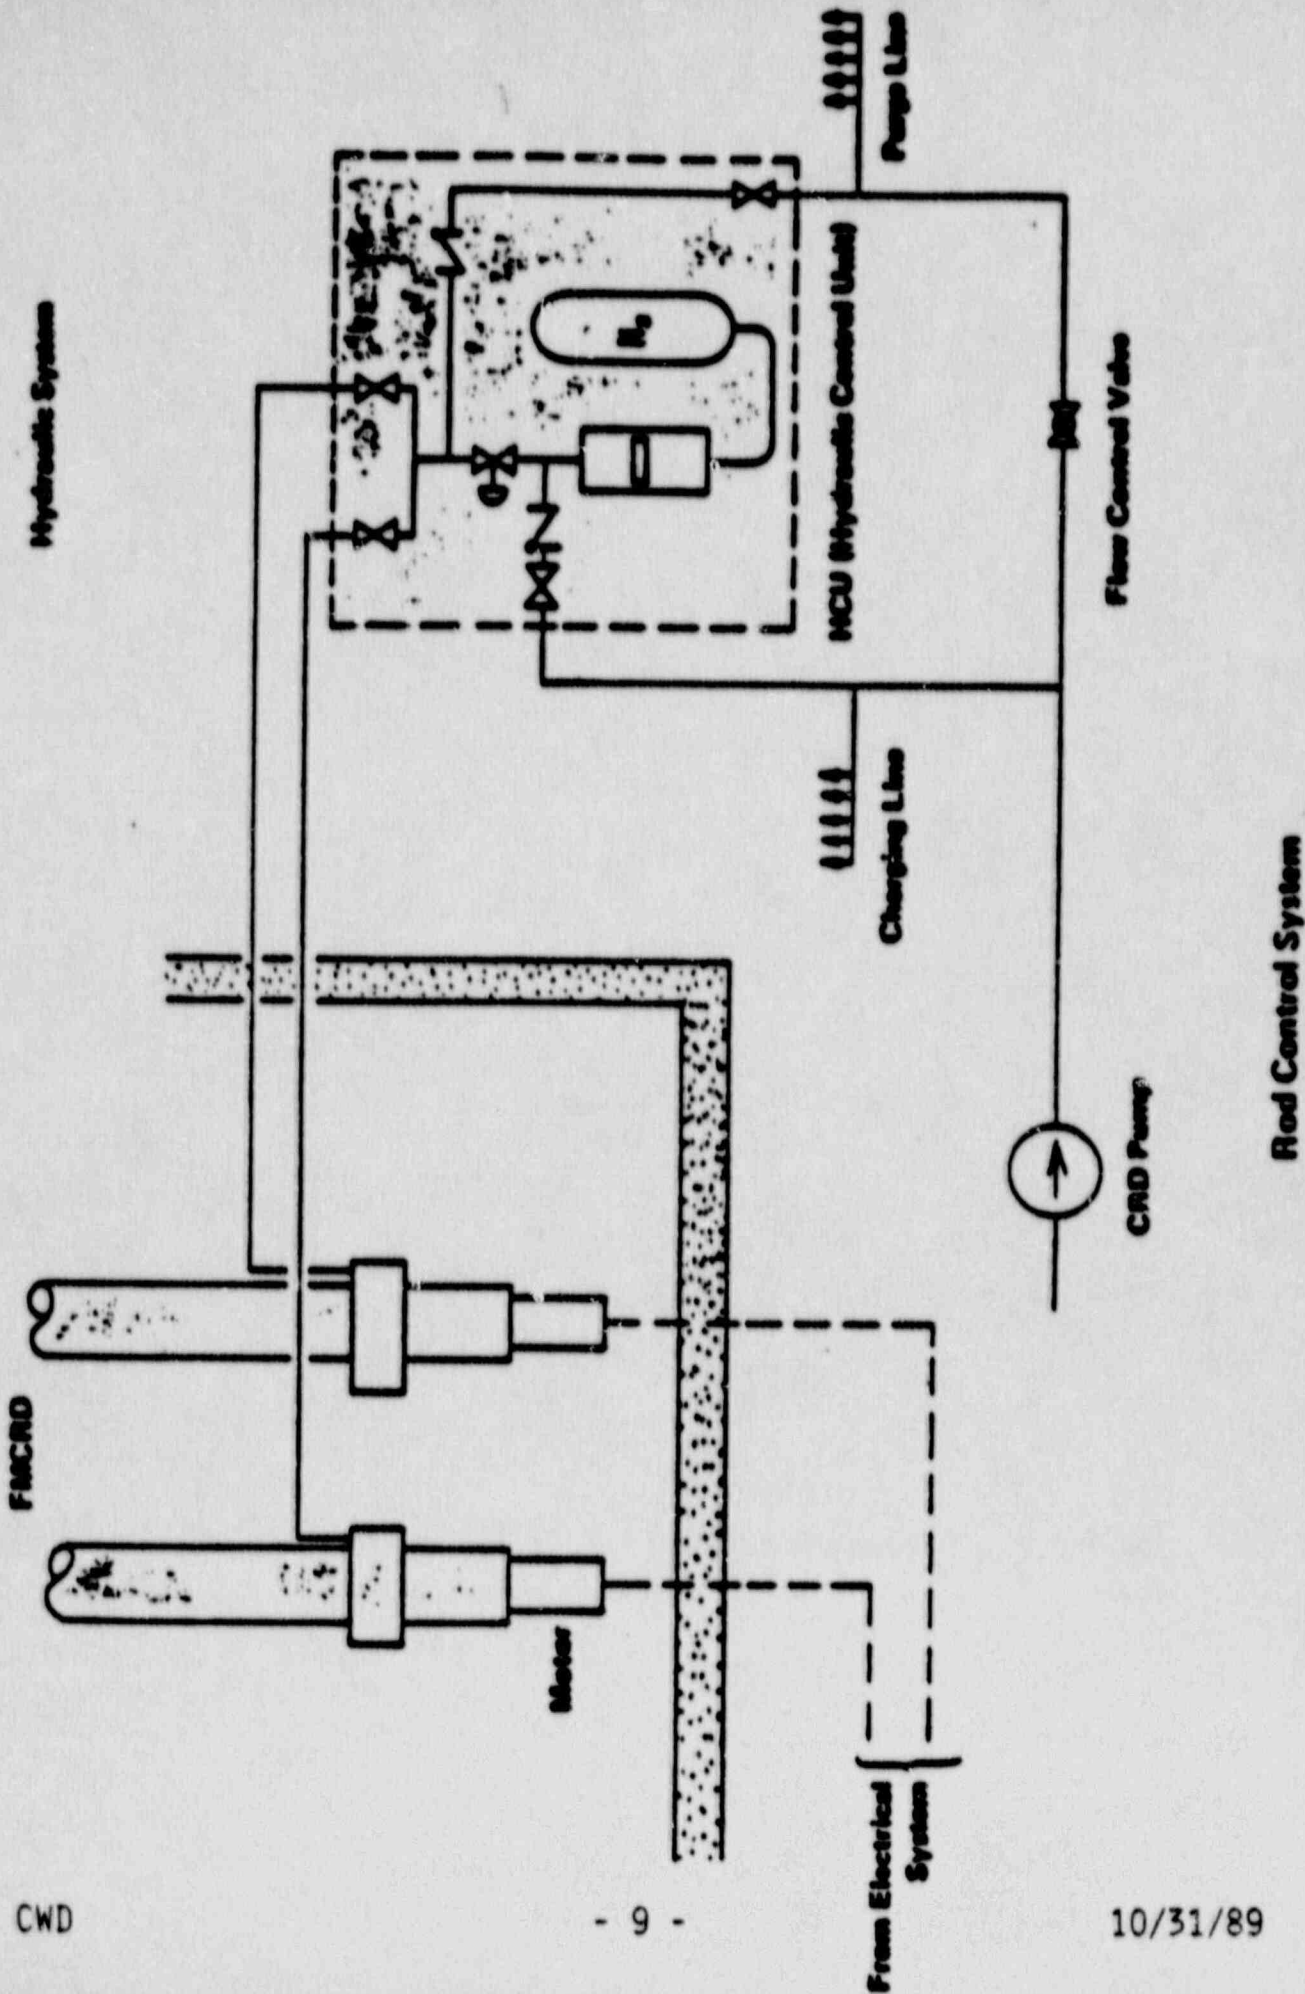 Hydraulic System
FMCRD
Motor
From Electrical
System
N₂
HCU (Hydraulic Control Unit)
Purge Line
Charging Line
Flow Control Valve
CRD Pump
Rod Control System
CWD
- 9 -
10/31/89